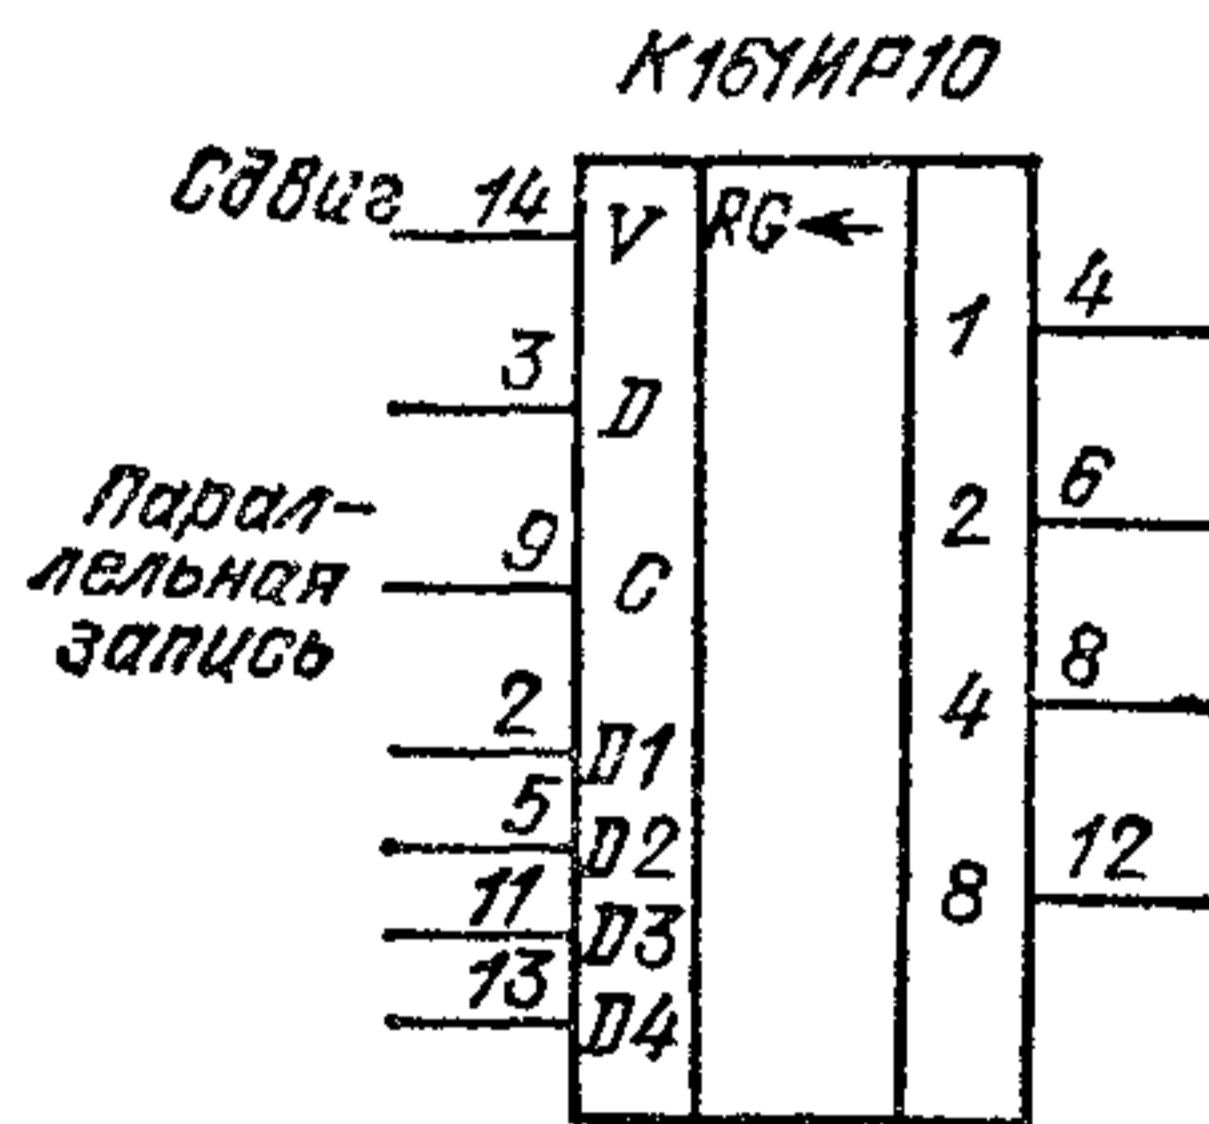 К161ИР10
Сдвиг 14 V RG 4
1
3 D 6
2
Парал-
лельная
запись
9 C
8
4
2 D1
5 D2 12
8
11 D3
13 D4